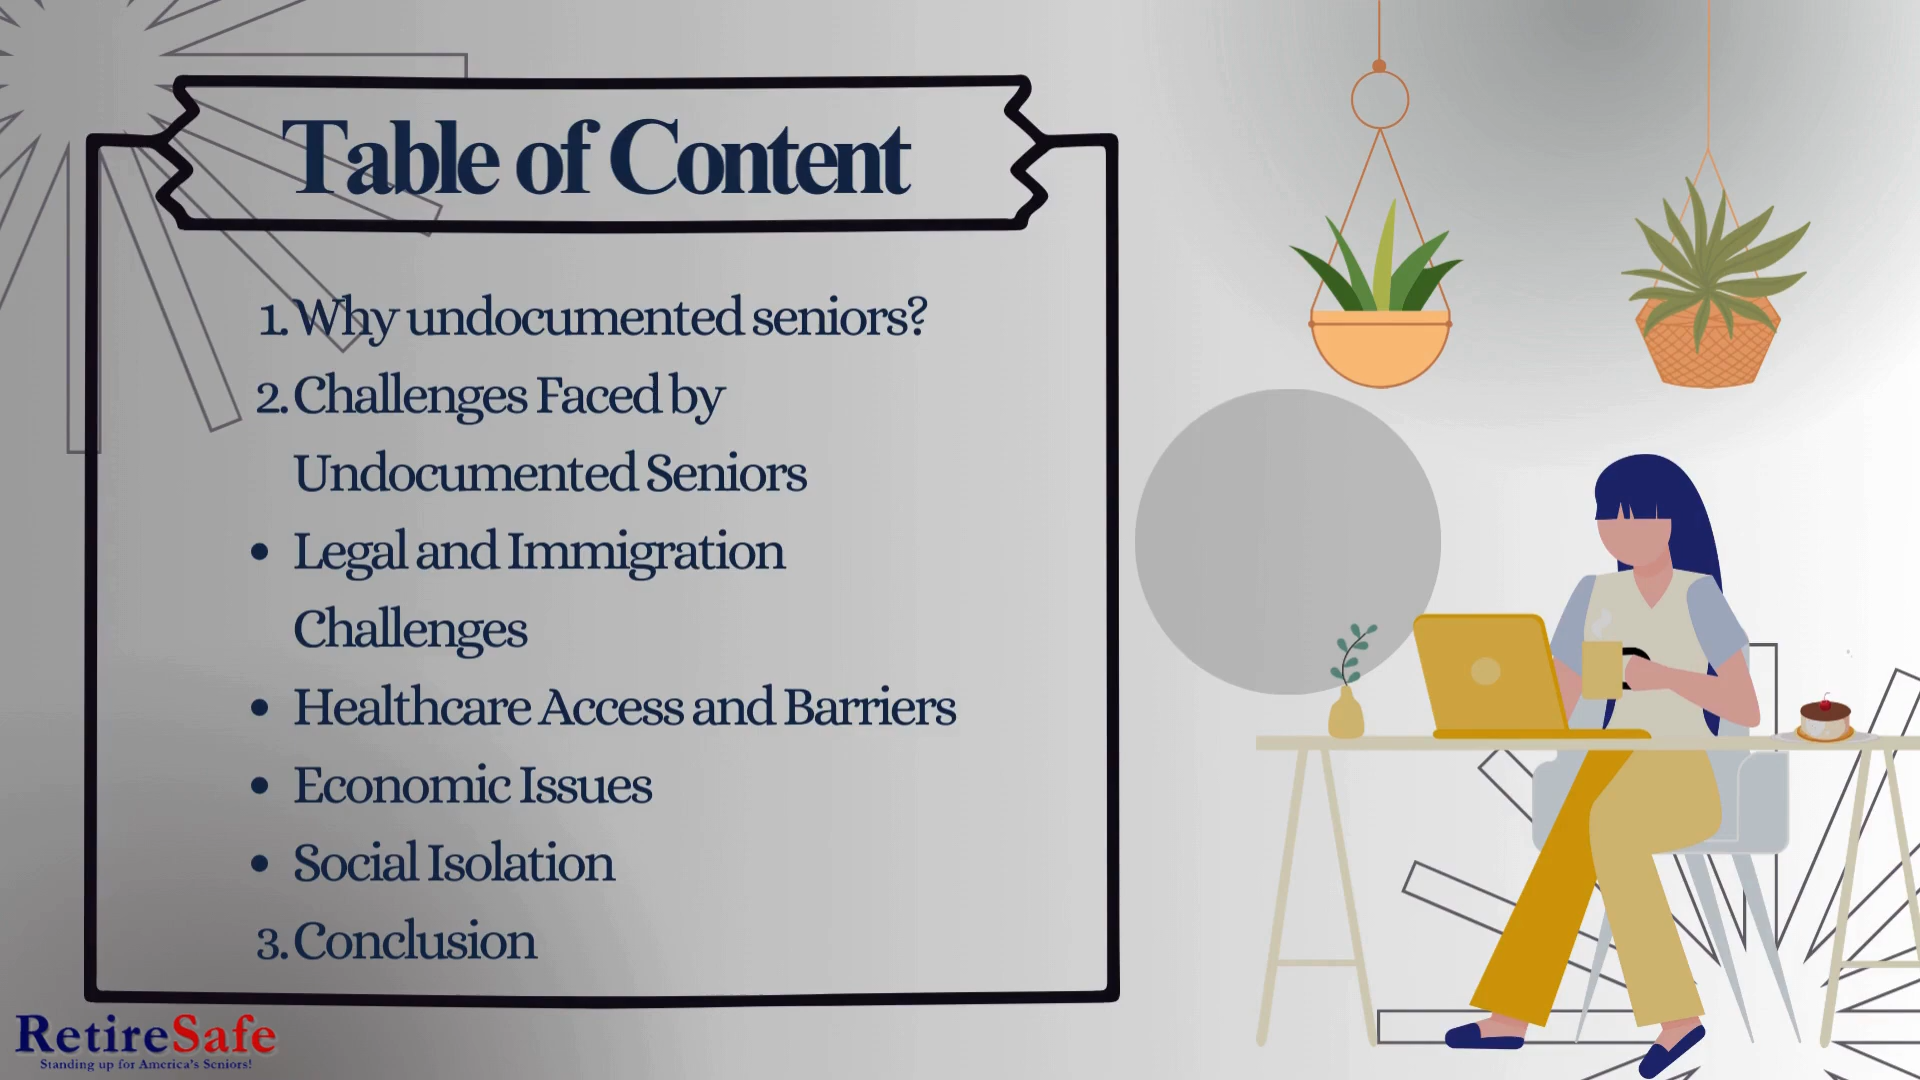 Table of Content
1. Why undocumented seniors?
2. Challenges Faced by
Undocumented Seniors
• Legal and Immigration
Challenges
• Healthcare Access and Barriers
• Economic Issues
• Social Isolation
3. Conclusion
RetireSafe
Standing up for America's Seniors!